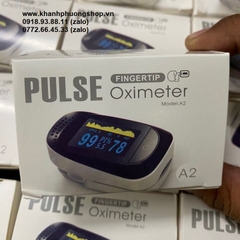 www.khanhphuongshop.vn
0918.93.88.11 (zalo)
0772.66.45.33 (zalo)
PULSE FINGERTIP
Oximeter
Model:A2
99 78
A2
PULSE FINGERTIP
Oximeter